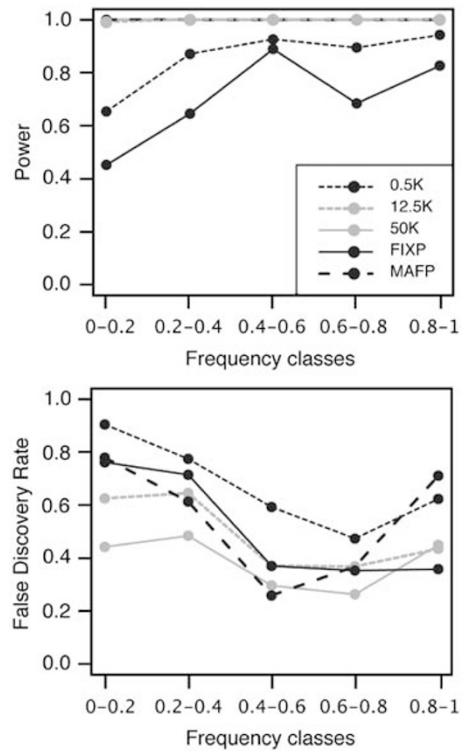 1.0
0.8
0.6
0.4
0.2
0.0
Power
0.5K
12.5K
50K
FIXP
MAFP
0–0.2 0.2–0.4 0.4–0.6 0.6–0.8 0.8–1
Frequency classes
1.0
0.8
0.6
0.4
0.2
0.0
False Discovery Rate
0–0.2 0.2–0.4 0.4–0.6 0.6–0.8 0.8–1
Frequency classes